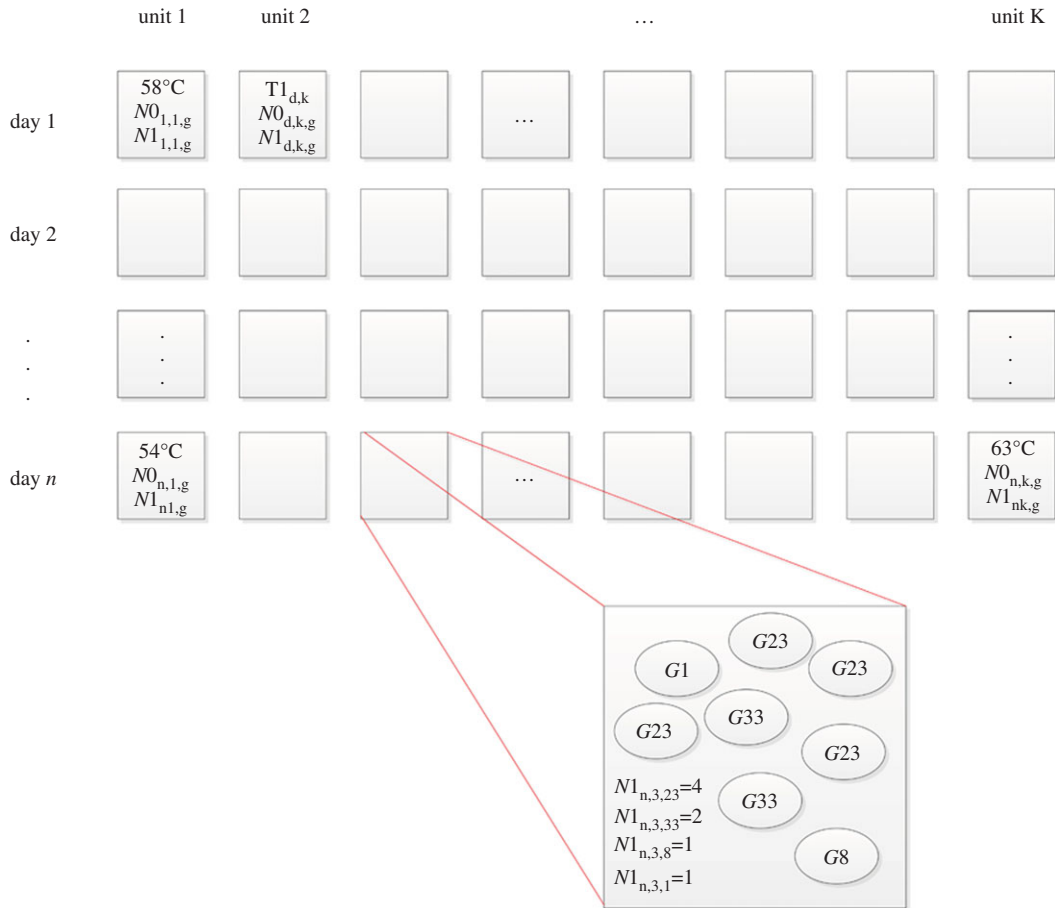 unit 1 unit 2 … unit K
day 1
58°C
N0₁,₁,g
N1₁,₁,g
T1d,k
N0d,k,g
N1d,k,g
…
day 2
.
.
.
.
.
.
.
.
.
day n
54°C
N0n,1,g
N1n1,g
…
63°C
N0n,k,g
N1nk,g
G23
G1
G23
G23
G33
G23
N1n,3,23=4
G33
N1n,3,33=2
N1n,3,8=1
G8
N1n,3,1=1